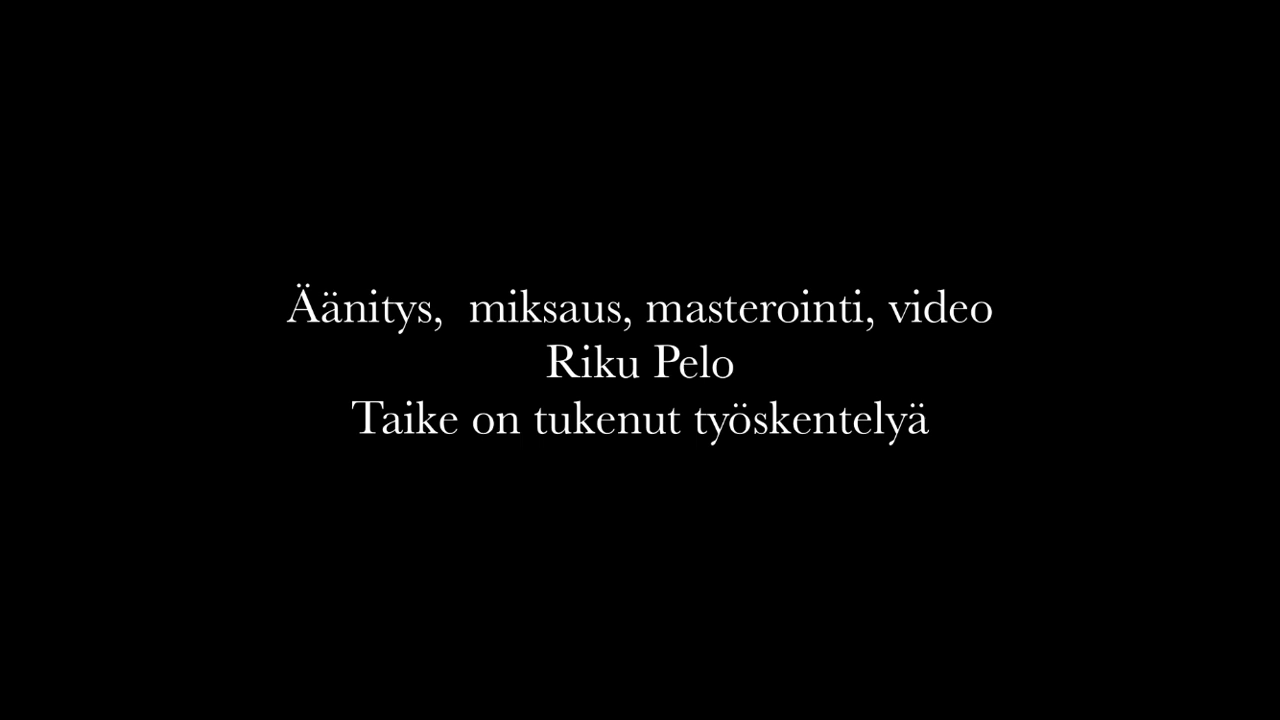 Äänitys,  miksaus, masterointi, video
Riku Pelo
Taike on tukenut työskentelyä